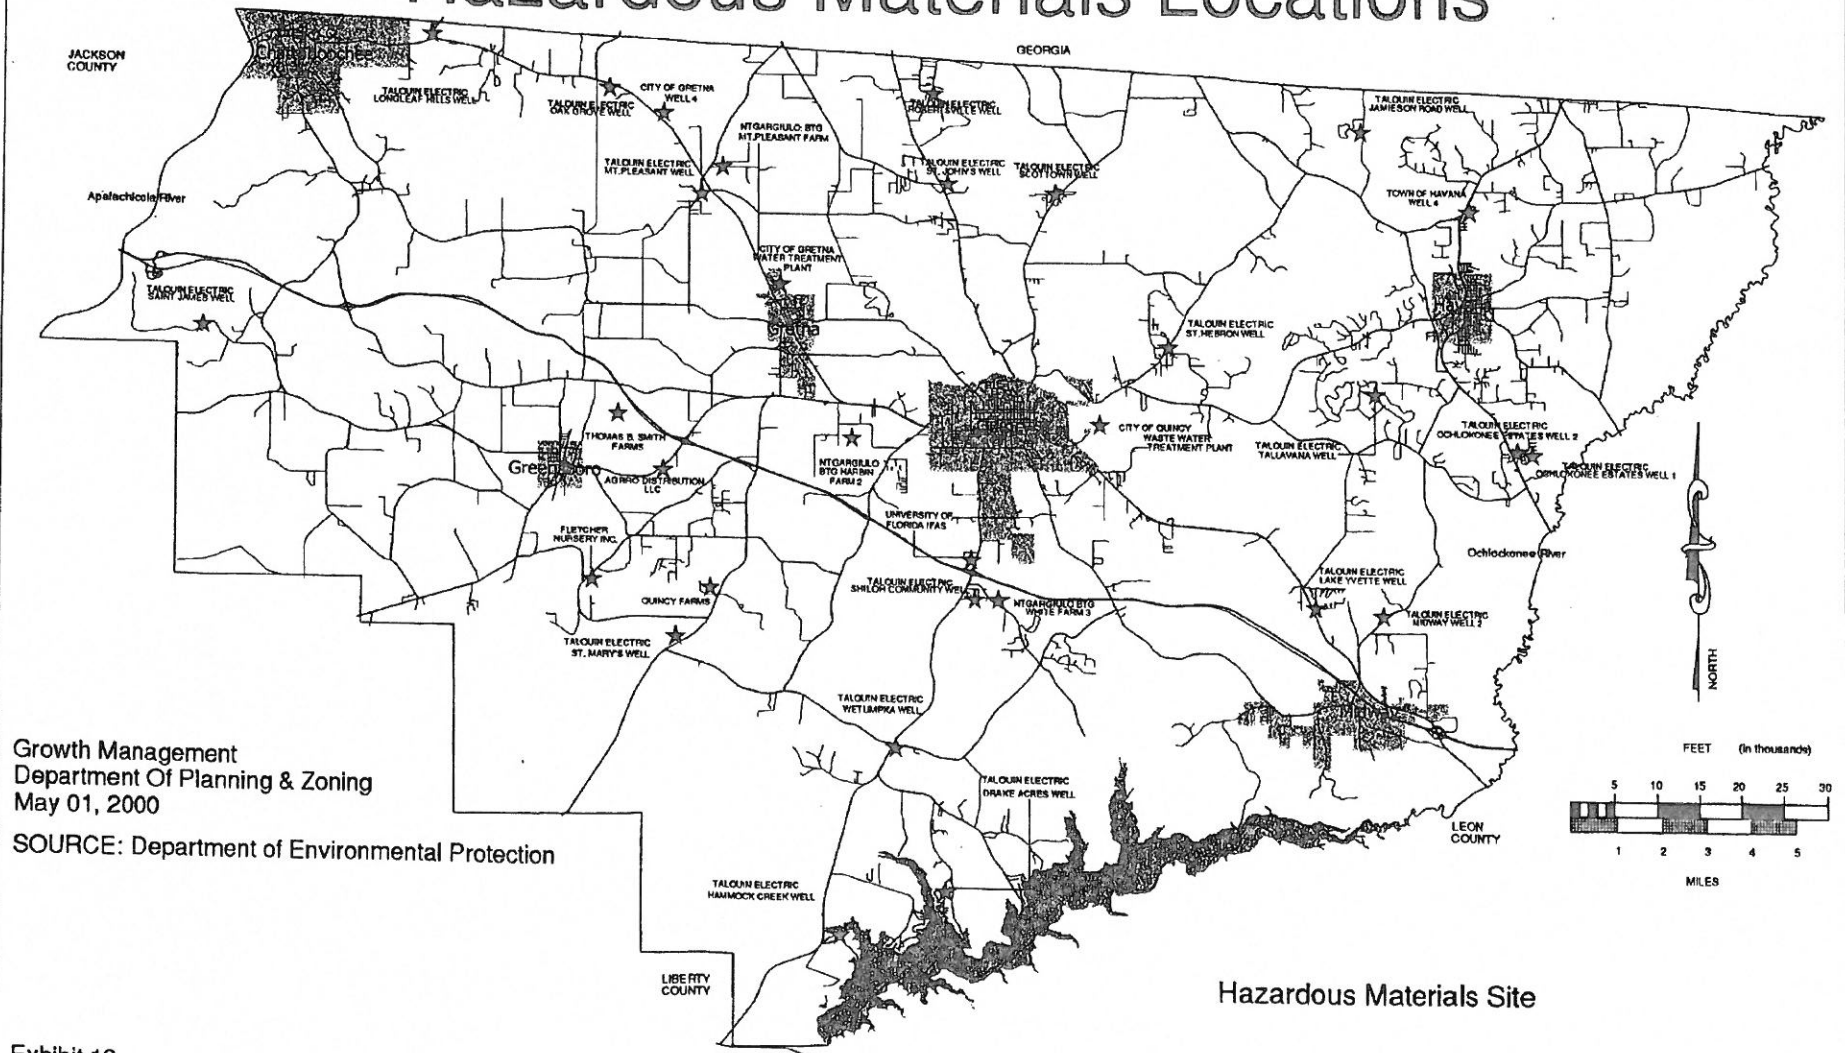 Hazardous Materials Locations
JACKSON
COUNTY
GEORGIA
Chattahoochee
TALQUIN ELECTRIC
LONGLEAF HILLS WELL
TALQUIN ELECTRIC
OAK GROVE WELL
CITY OF GRETNA
WELL 4
NTGARGIULO: BTG
MT.PLEASANT FARM
TALQUIN ELECTRIC
MT.PLEASANT WELL
TALQUIN ELECTRIC
TALQUIN ELECTRIC
ST. JOHN'S WELL
TALQUIN ELECTRIC
SCOTTOWN WELL
TALQUIN ELECTRIC
JAMIESON ROAD WELL
TOWN OF HAVANA
WELL 4
Apalachicola River
CITY OF GRETNA
WATER TREATMENT
PLANT
TALQUIN ELECTRIC
SAINT JAMES WELL
Gretna
TALQUIN ELECTRIC
ST.HEBRON WELL
Havana
THOMAS B. SMITH
FARMS
Greensboro
AGRIRO DISTRIBUTION
LLC
NTGARGIULO
BTG HARBIN
FARM 2
Quincy
CITY OF QUINCY
WASTE WATER
TREATMENT PLANT
TALQUIN ELECTRIC
TALLAVANA WELL
TALQUIN ELECTRIC
OCHLOKONEE ESTATES WELL 2
TALQUIN ELECTRIC
OCHLOKONEE ESTATES WELL 1
FLETCHER
NURSERY INC.
UNIVERSITY OF
FLORIDA IFAS
Ochlockonee River
QUINCY FARMS
TALQUIN ELECTRIC
SHILOH COMMUNITY WELL
NTGARGIULO BTG
WHITE FARM 3
TALQUIN ELECTRIC
LAKE YVETTE WELL
TALQUIN ELECTRIC
MIDWAY WELL 2
TALQUIN ELECTRIC
ST. MARY'S WELL
NORTH
TALQUIN ELECTRIC
WETUMPKA WELL
Midway
Growth Management
Department Of Planning & Zoning
May 01, 2000
SOURCE: Department of Environmental Protection
FEET (in thousands)
5 10 15 20 25 30
1 2 3 4 5
MILES
TALQUIN ELECTRIC
DRAKE ACRES WELL
LEON
COUNTY
TALQUIN ELECTRIC
HAMMOCK CREEK WELL
LIBERTY
COUNTY
Hazardous Materials Site
Exhibit